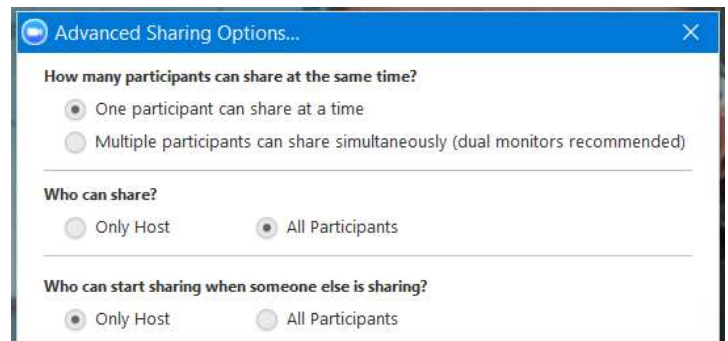 Advanced Sharing Options...
How many participants can share at the same time?
One participant can share at a time
Multiple participants can share simultaneously (dual monitors recommended)
Who can share?
Only Host All Participants
Who can start sharing when someone else is sharing?
Only Host All Participants